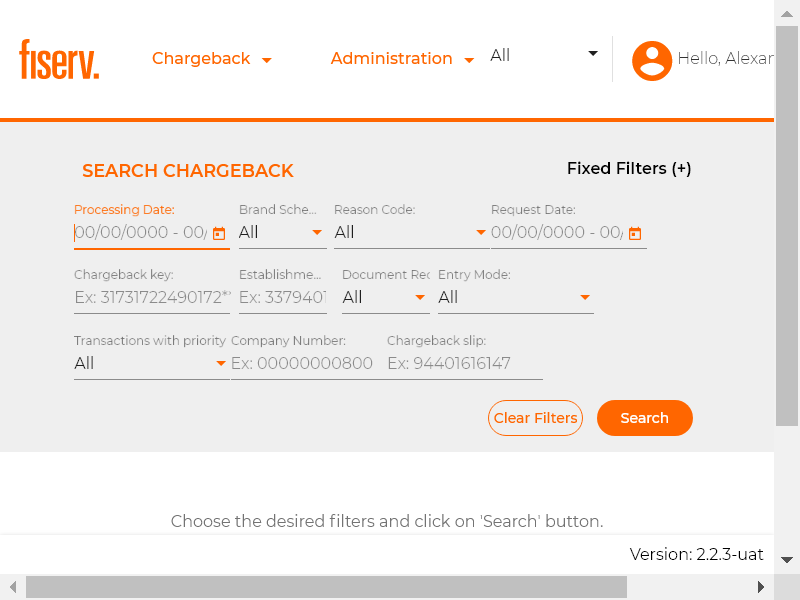 fiserv.
Chargeback
Administration
All
Hello, Alexar
SEARCH CHARGEBACK
Fixed Filters (+)
Processing Date:
Brand Sche...
Reason Code:
Request Date:
00/00/0000 - 00/
All
All
00/00/0000 - 00/
Chargeback key:
Establishme...
Document Rec
Entry Mode:
Ex: 31731722490172**
Ex: 3379401
All
All
Transactions with priority
Company Number:
Chargeback slip:
All
Ex: 00000000800
Ex: 94401616147
Clear Filters
Search
Choose the desired filters and click on 'Search' button.
Version: 2.2.3-uat